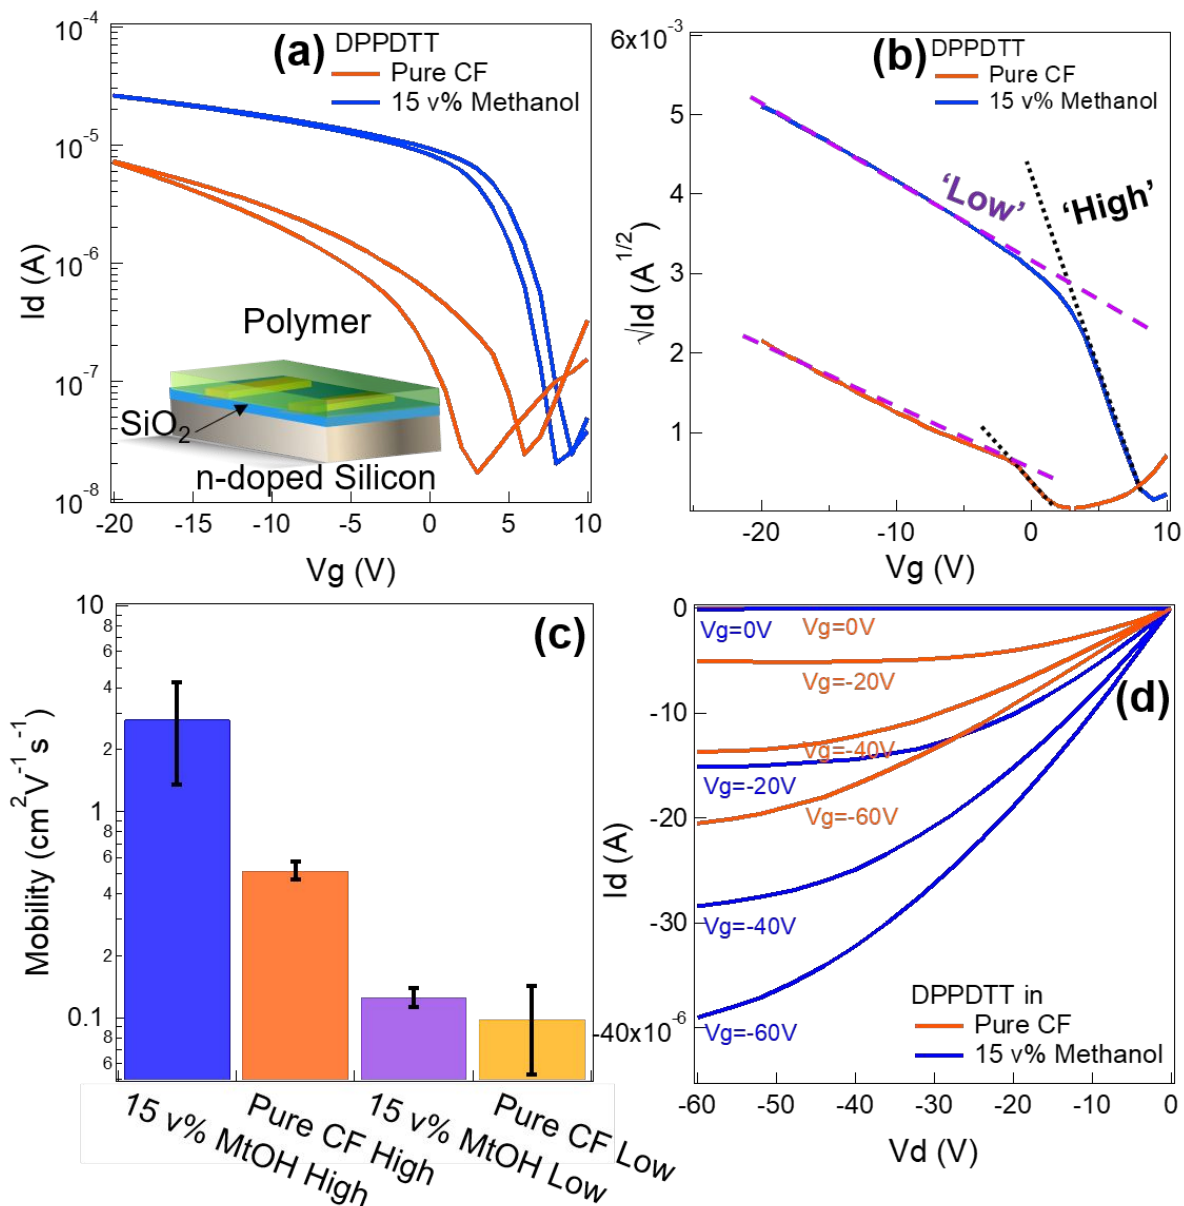 (a)
DPPDTT
Pure CF
15 v% Methanol
10^-4
10^-5
10^-6
10^-7
10^-8
Id (A)
Polymer
SiO2
n-doped Silicon
-20
-15
-10
-5
0
5
10
Vg (V)
(b)
DPPDTT
Pure CF
15 v% Methanol
6x10^-3
5
4
3
2
1
√Id (A^1/2)
'Low'
'High'
-20
-10
0
10
Vg (V)
(c)
10
8
6
4
2
1
8
6
4
2
0.1
8
6
Mobility (cm^2V^-1 s^-1)
15 v% MtOH High
Pure CF High
15 v% MtOH Low
Pure CF Low
(d)
0
-10
-20
-30
-40x10^-6
Id (A)
Vg=0V
Vg=0V
Vg=-20V
Vg=-40V
Vg=-20V
Vg=-60V
Vg=-40V
Vg=-60V
DPPDTT in
Pure CF
15 v% Methanol
-60
-50
-40
-30
-20
-10
0
Vd (V)